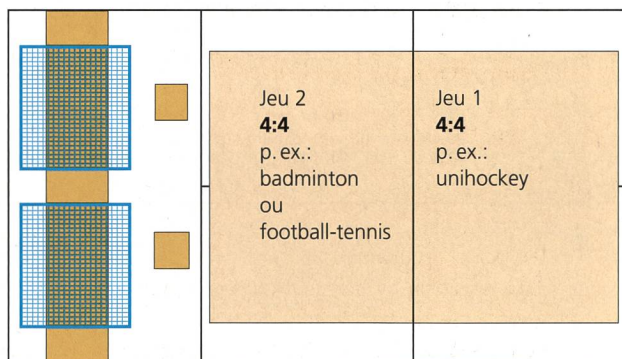 Jeu 2
4:4
p. ex.:
badminton
ou
football-tennis
Jeu 1
4:4
p. ex.:
unihockey